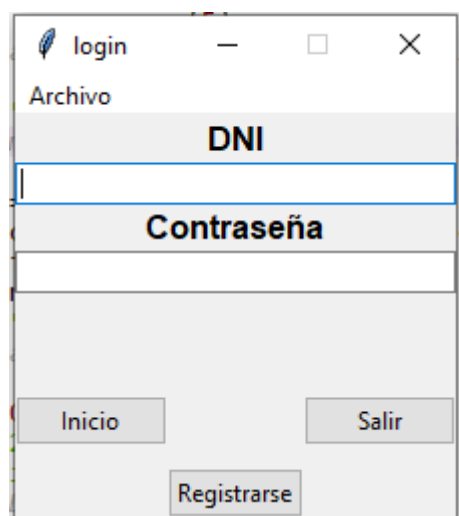 login
Archivo
DNI
Contraseña
Inicio Salir
Registrarse